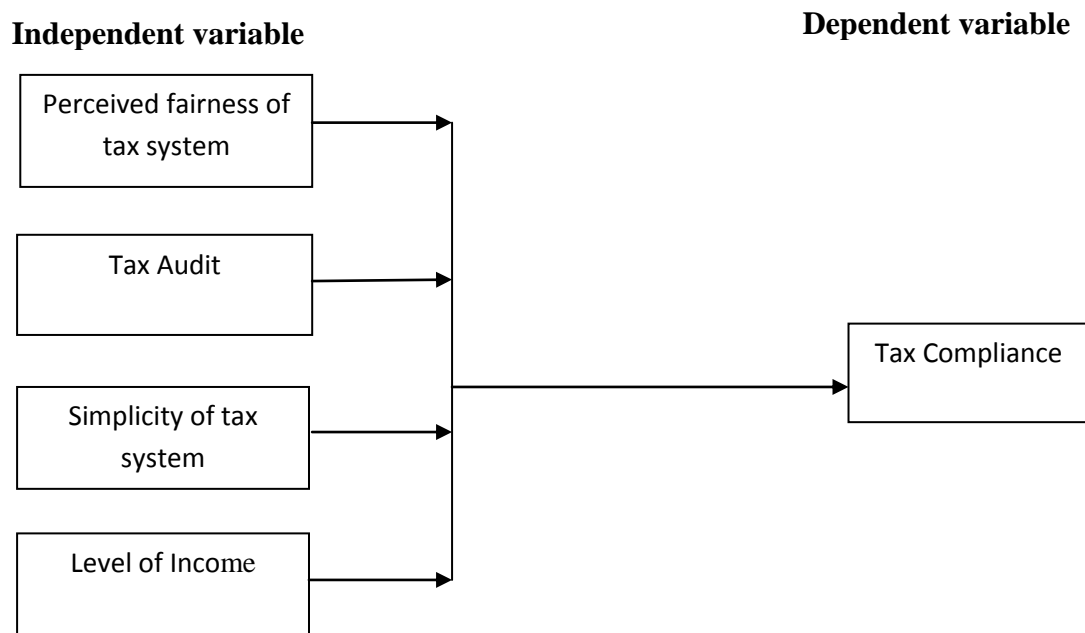 Independent variable
Dependent variable
Perceived fairness of
tax system
Tax Audit
Simplicity of tax
system
Level of Income
Tax Compliance